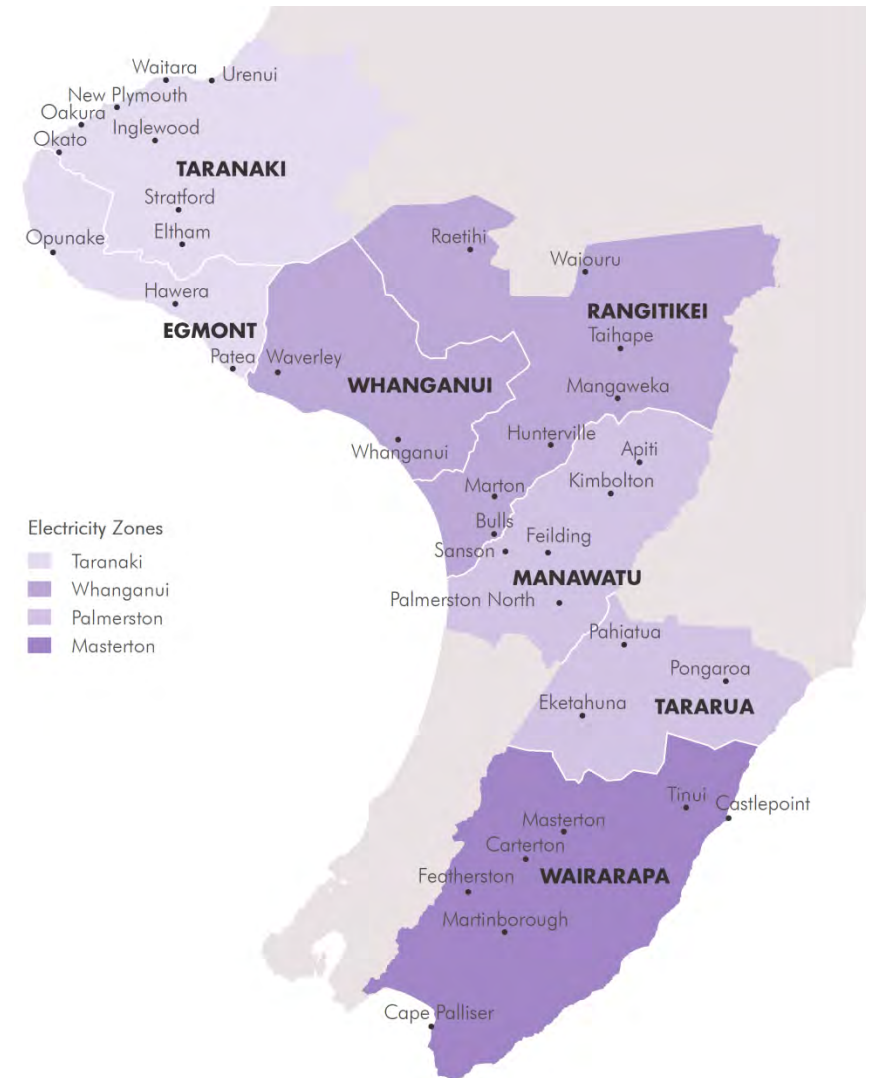 Waitara
Urenui
New Plymouth
Oakura
Inglewood
Okato
TARANAKI
Stratford
Opunake
Eltham
Raetihi
Waiouru
Hawera
RANGITIKEI
EGMONT
Taihape
Patea
Waverley
WHANGANUI
Mangaweka
Hunterville
Whanganui
Apiti
Kimbolton
Marton
Bulls
Feilding
Sanson
MANAWATU
Palmerston North
Electricity Zones
Taranaki
Whanganui
Palmerston
Masterton
Pahiatua
Pongaroa
Eketahuna
TARARUA
Tinui
Castlepoint
Masterton
Carterton
Featherston
WAIRARAPA
Martinborough
Cape Palliser